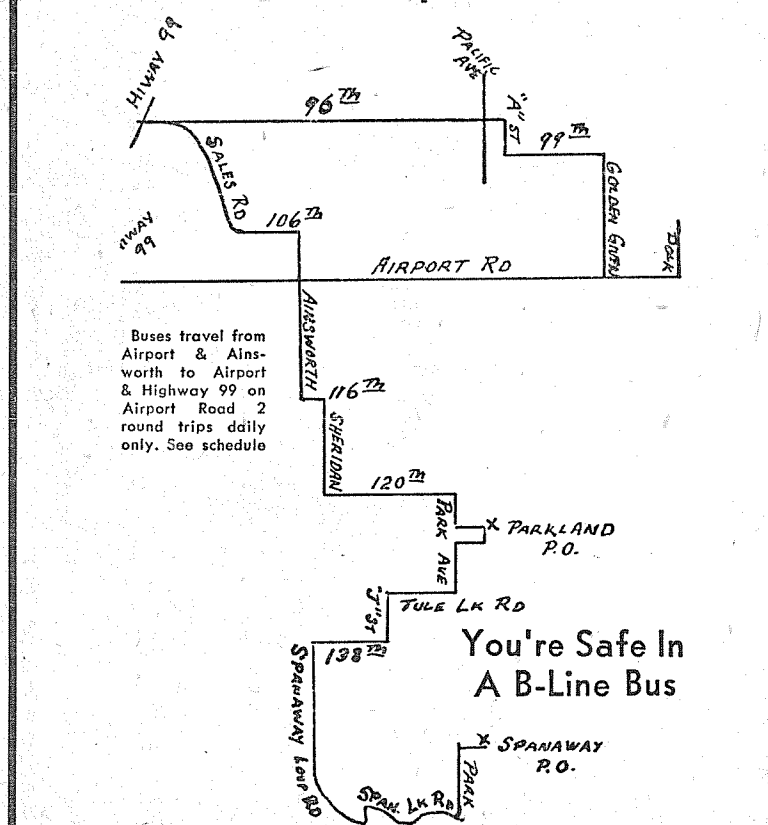 HIWAY 99
PACIFIC
AVE
96TH
"A" ST
99TH
SALES RD
GOLDEN GIVEN
106TH
99
AIRPORT RD
POLK
AINSWORTH
Buses travel from
Airport & Ains-
worth to Airport
& Highway 99 on
Airport Road 2
round trips daily
only. See schedule
116TH
SHERIDAN
120TH
PARK AVE
X PARKLAND
P.O.
"J" ST
TULE LK RD
138TH
You're Safe In
A B-Line Bus
SPANAWAY LOOP RD
X SPANAWAY
P.O.
PARK
SPAN. LK RD